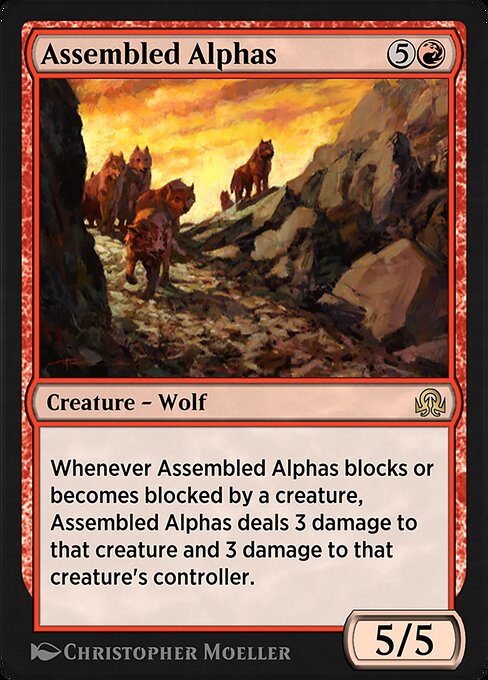 Assembled Alphas 5
Creature – Wolf
Whenever Assembled Alphas blocks or
becomes blocked by a creature,
Assembled Alphas deals 3 damage to
that creature and 3 damage to that
creature's controller.
5/5
Christopher Moeller